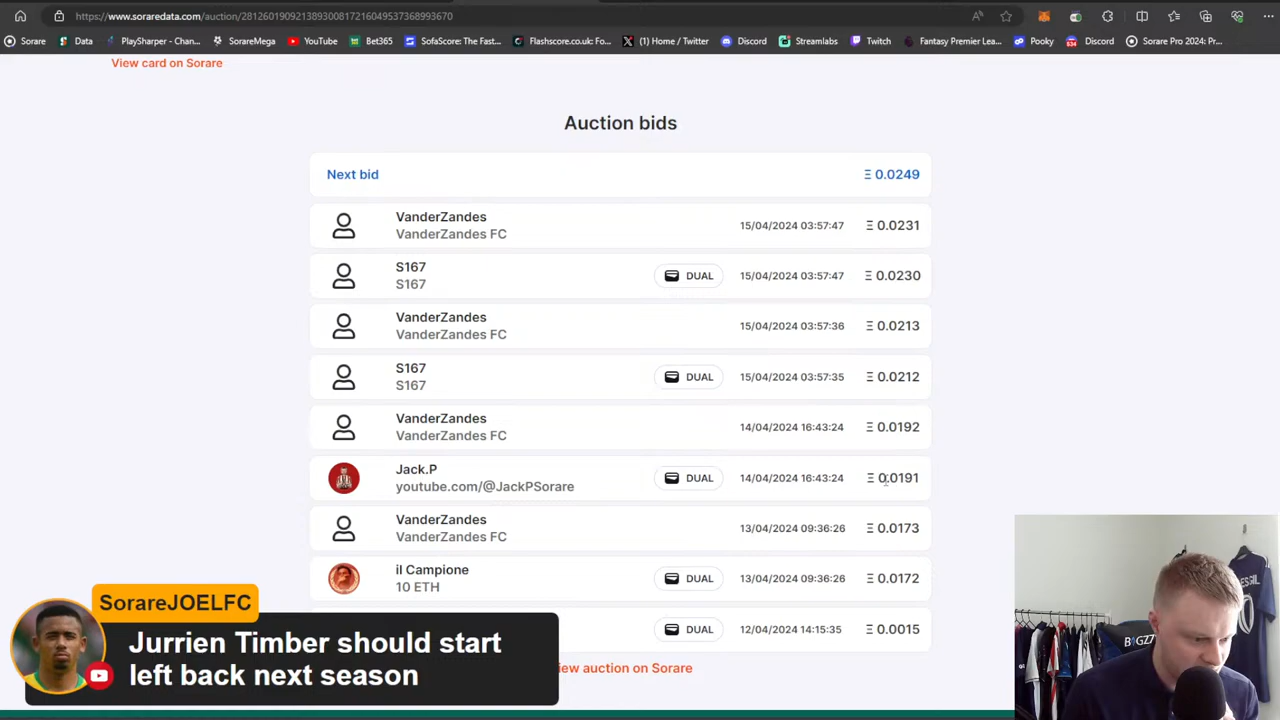 https://www.soraredata.com/auction/28126019092138930081721604953736899367​0
Sorare
Data
PlaySharper - Chan...
SorareMega
YouTube
Bet365
SofaScore: The Fast...
Flashscore.co.uk: Fo...
(1) Home / Twitter
Discord
Streamlabs
Twitch
Fantasy Premier Lea...
Pooky
Discord
Sorare Pro 2024: Pr...
View card on Sorare
Auction bids
Next bid Ξ 0.0249
VanderZandes
VanderZandes FC
15/04/2024 03:57:47 Ξ 0.0231
S167
S167
DUAL 15/04/2024 03:57:47 Ξ 0.0230
VanderZandes
VanderZandes FC
15/04/2024 03:57:36 Ξ 0.0213
S167
S167
DUAL 15/04/2024 03:57:35 Ξ 0.0212
VanderZandes
VanderZandes FC
14/04/2024 16:43:24 Ξ 0.0192
Jack.P
youtube.com/@JackPSorare
DUAL 14/04/2024 16:43:24 Ξ 0.0191
VanderZandes
VanderZandes FC
13/04/2024 09:36:26 Ξ 0.0173
il Campione
10 ETH
DUAL 13/04/2024 09:36:26 Ξ 0.0172
DUAL 12/04/2024 14:15:35 Ξ 0.0015
iew auction on Sorare
SorareJOELFC
Jurrien Timber should start
left back next season